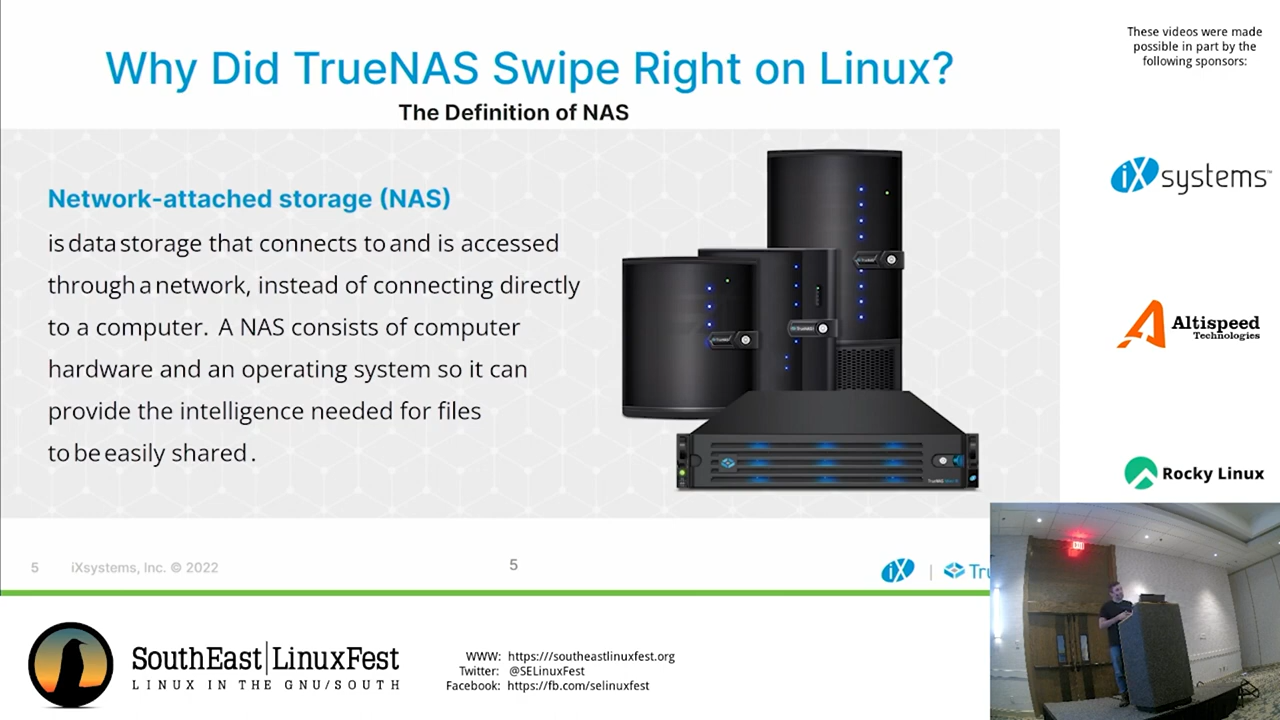 Why Did TrueNAS Swipe Right on Linux?
The Definition of NAS
Network-attached storage (NAS)
is data storage that connects to and is accessed
through a network, instead of connecting directly
to a computer. A NAS consists of computer
hardware and an operating system so it can
provide the intelligence needed for files
to be easily shared.
5
iXsystems, Inc. © 2022
5
iX
Tru
These videos were made
possible in part by the
following sponsors:
iXsystems™
Altispeed
Technologies
Rocky Linux
EXIT
SouthEast|LinuxFest
LINUX IN THE GNU/SOUTH
WWW: https://southeastlinuxfest.org
Twitter: @SELinuxFest
Facebook: https://fb.com/selinuxfest